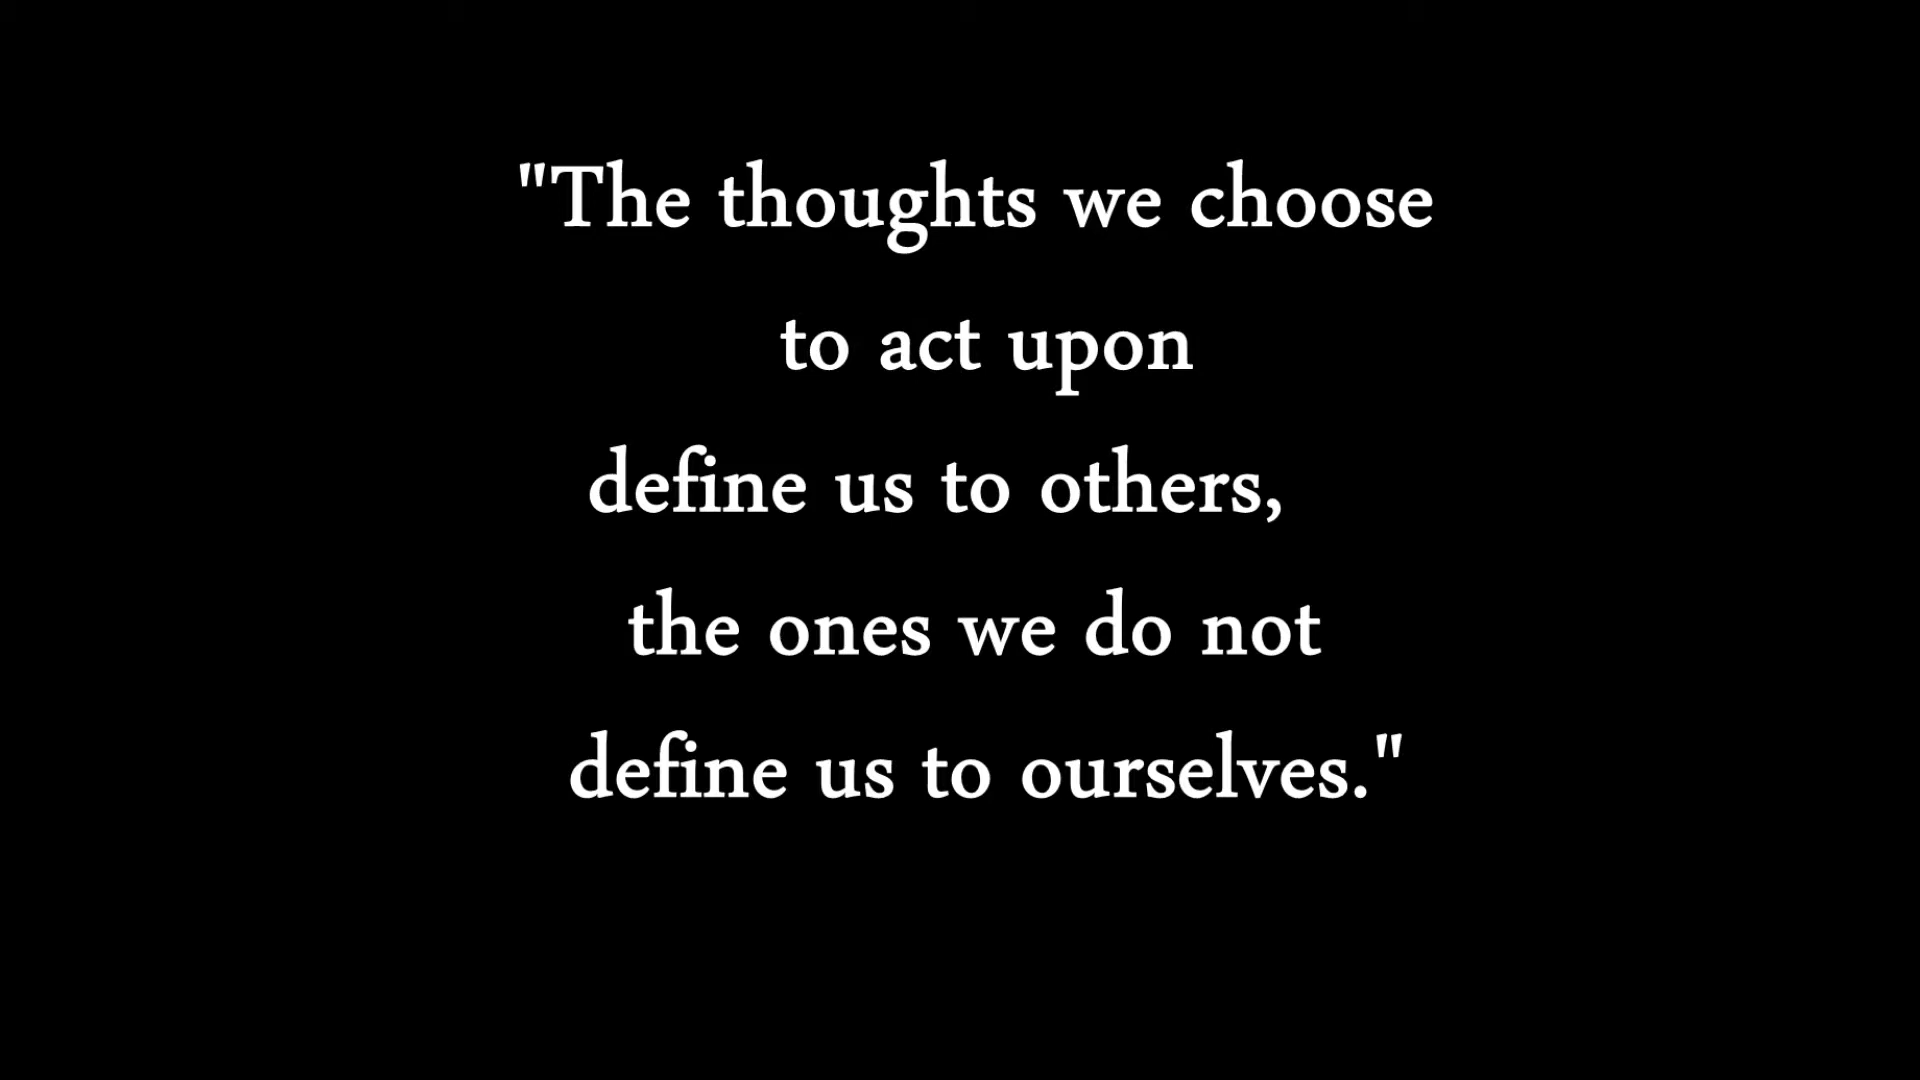 "The thoughts we choose
to act upon
define us to others,
the ones we do not
define us to ourselves."